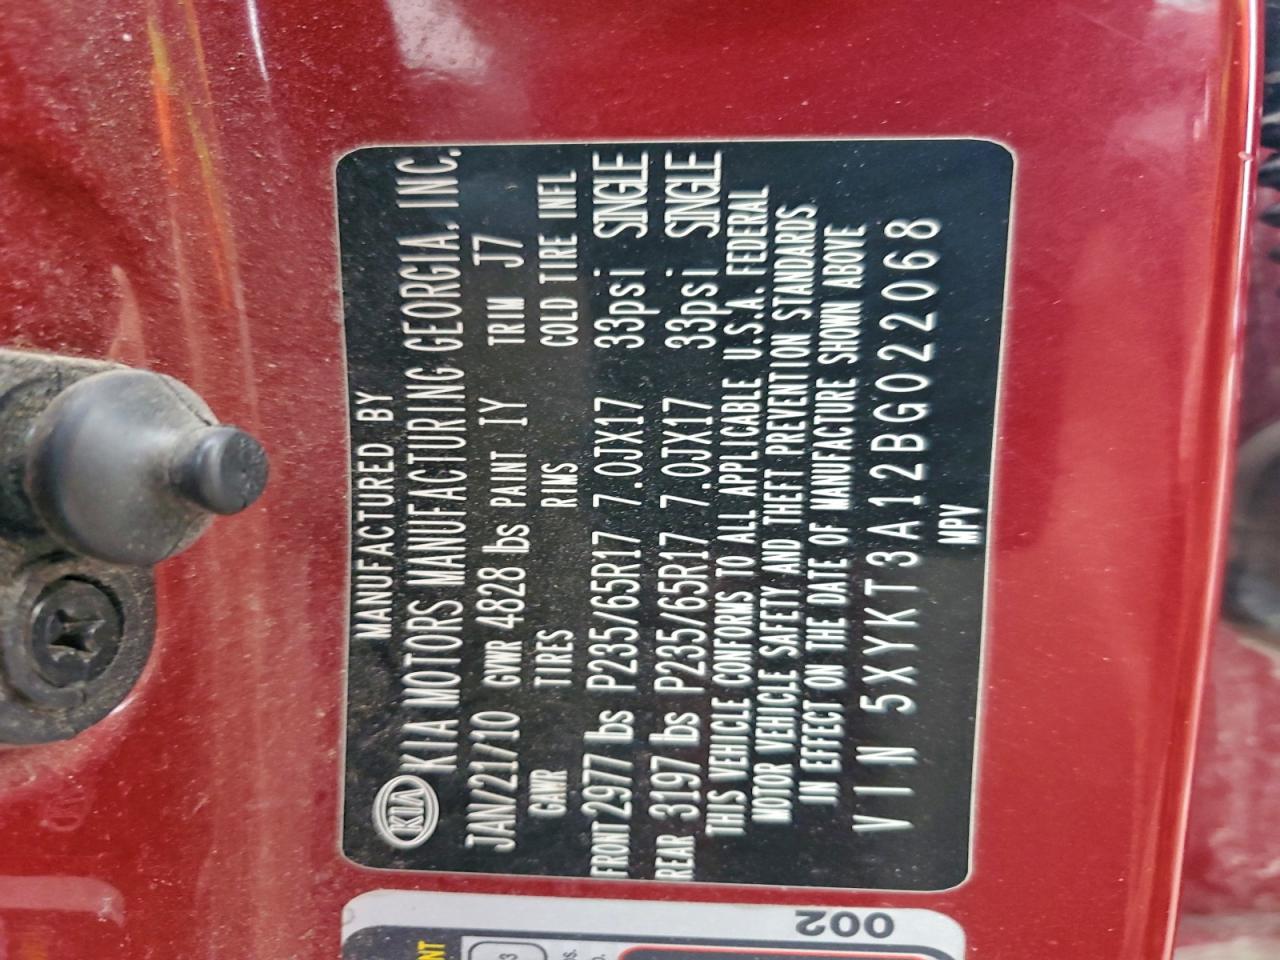 MANUFACTURED BY
KIA KIA MOTORS MANUFACTURING GEORGIA, INC.
JAN/21/10 GVWR 4828 lbs PAINT IY TRIM J7
GAWR TIRES RIMS COLD TIRE INFL
FRONT 2977 lbs P235/65R17 7.0JX17 33psi SINGLE
REAR 3197 lbs P235/65R17 7.0JX17 33psi SINGLE
THIS VEHICLE CONFORMS TO ALL APPLICABLE U.S.A. FEDERAL
MOTOR VEHICLE SAFETY AND THEFT PREVENTION STANDARDS
IN EFFECT ON THE DATE OF MANUFACTURE SHOWN ABOVE
VIN 5XYKT3A12BG022068
MPV
002
NT
3